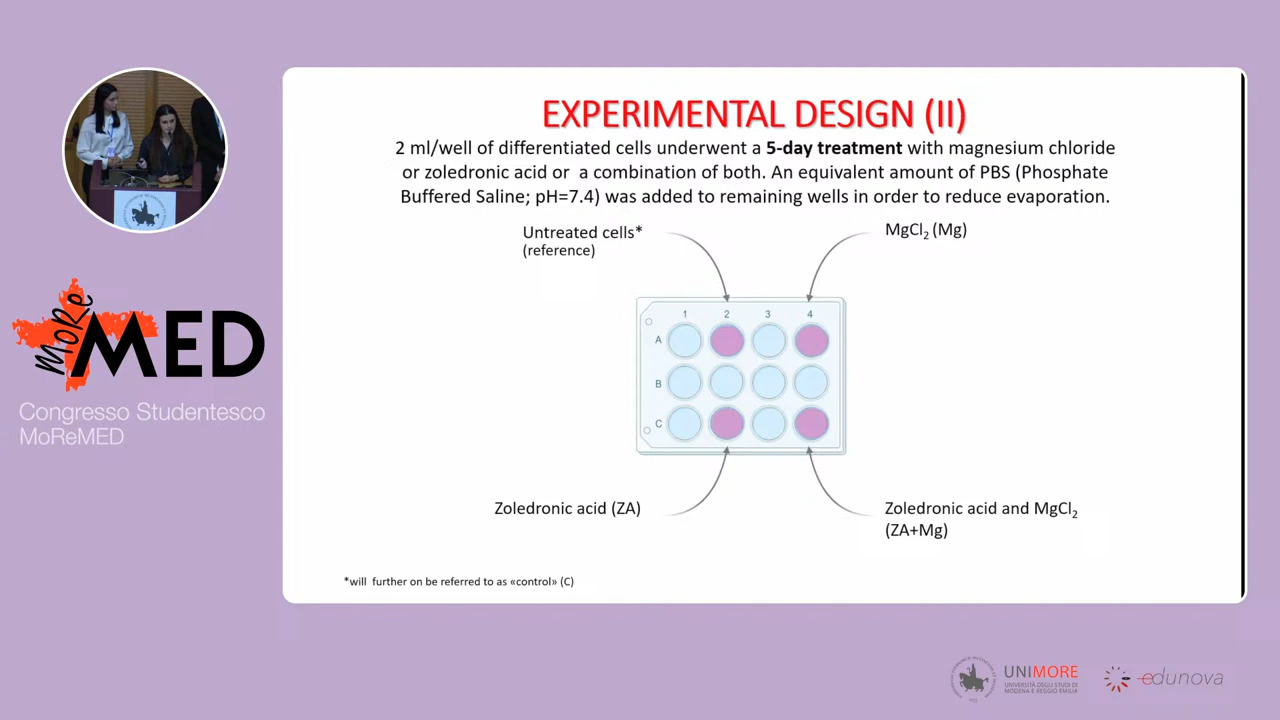 EXPERIMENTAL DESIGN (II)
2 ml/well of differentiated cells underwent a 5-day treatment with magnesium chloride
or zoledronic acid or a combination of both. An equivalent amount of PBS (Phosphate
Buffered Saline; pH=7.4) was added to remaining wells in order to reduce evaporation.
Untreated cells*
(reference)
MgCl₂ (Mg)
1 2 3 4
A
B
C
Zoledronic acid (ZA)
Zoledronic acid and MgCl₂
(ZA+Mg)
*will further on be referred to as «control» (C)
MoRe
MED
Congresso Studentesco
MoReMED
UNIMORE
UNIVERSITÀ DEGLI STUDI DI
MODENA E REGGIO EMILIA
edunova